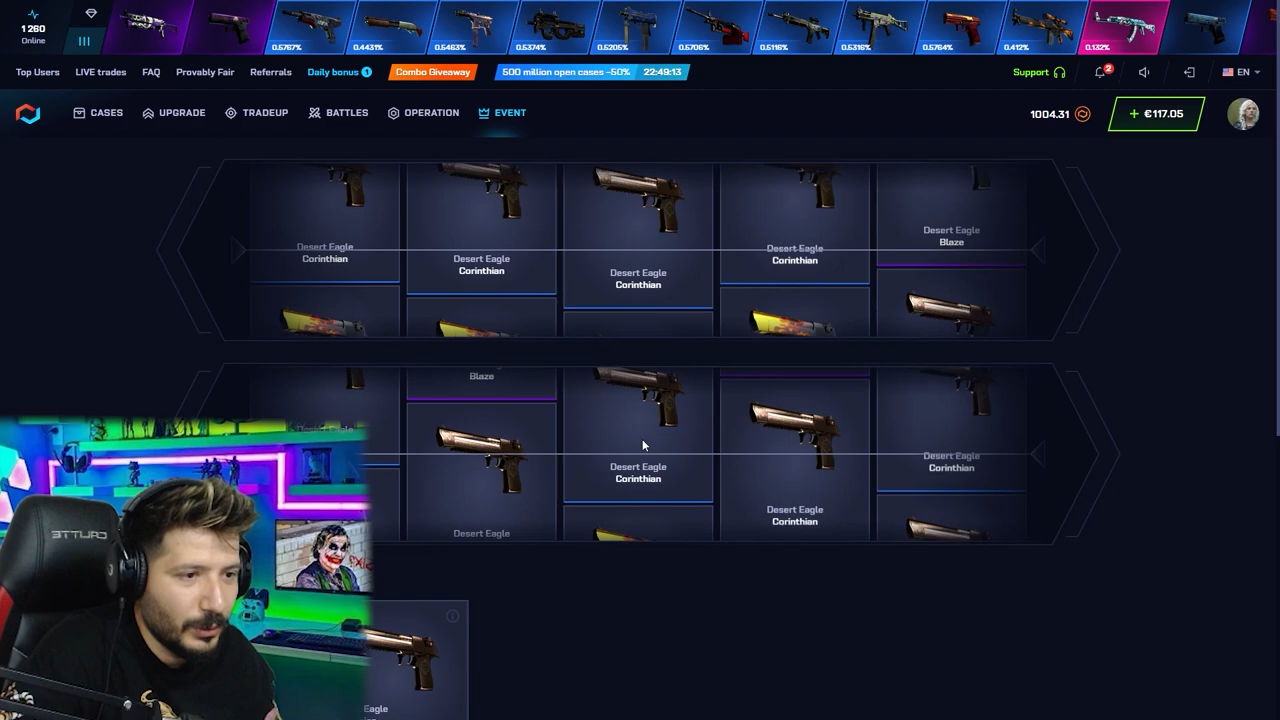 1 260
Online
0.5767%
0.4431%
0.5463%
0.5374%
0.5205%
0.5706%
0.5116%
0.5316%
0.5764%
0.412%
0.132%
Top Users
LIVE trades
FAQ
Provably Fair
Referrals
Daily bonus 1
Combo Giveaway
500 million open cases -50% 22:49:13
Support
2
EN
CASES
UPGRADE
TRADEUP
BATTLES
OPERATION
EVENT
1004.31
+ €117.05
Desert Eagle
Corinthian
Desert Eagle
Corinthian
Desert Eagle
Corinthian
Desert Eagle
Corinthian
Desert Eagle
Blaze
Blaze
Desert Eagle
Desert Eagle
Corinthian
Desert Eagle
Corinthian
Desert Eagle
Corinthian
Eagle